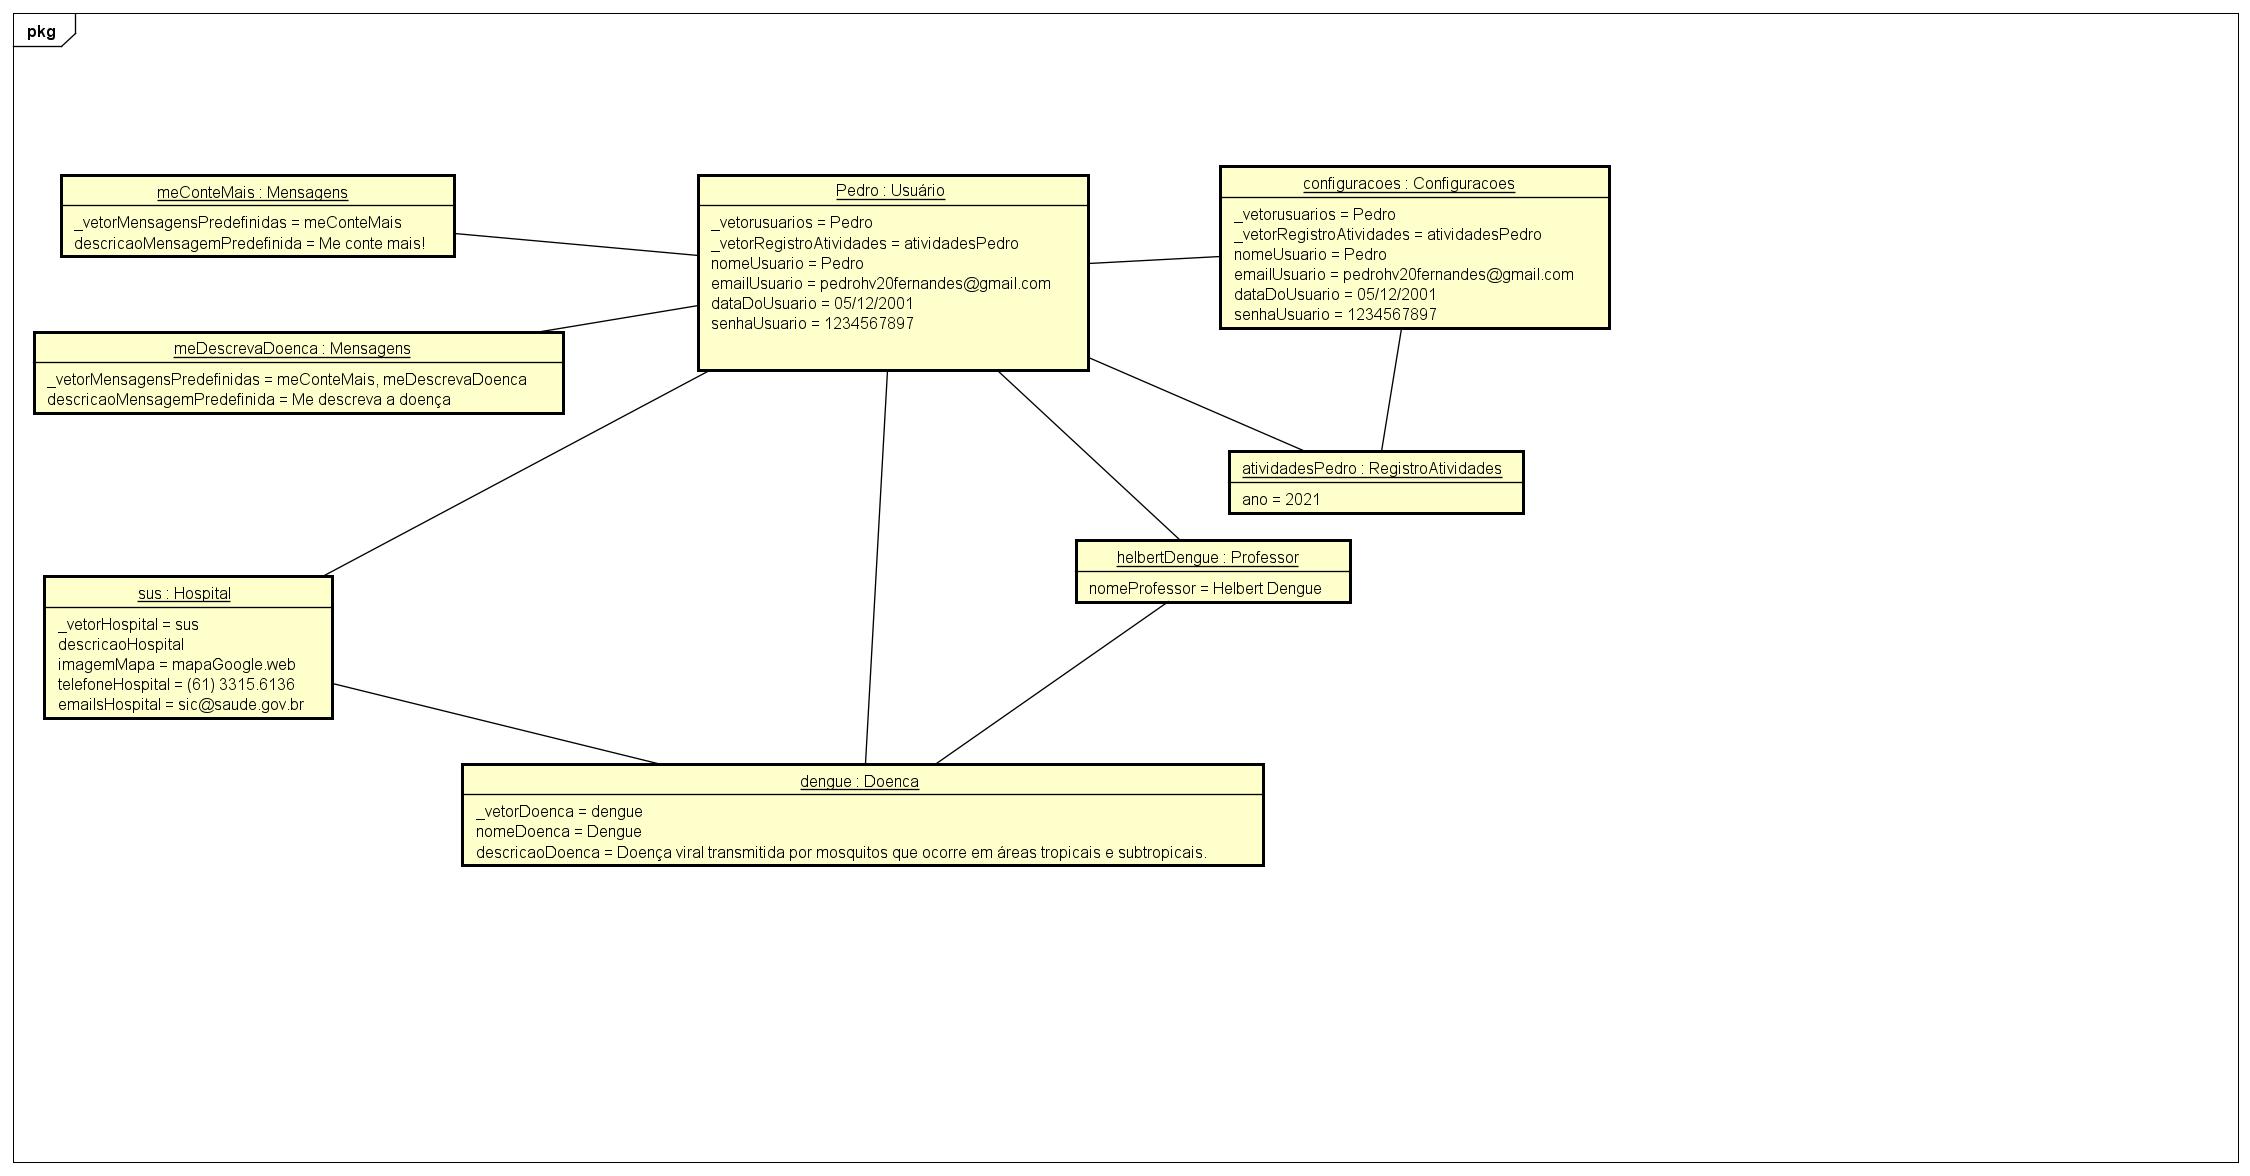 pkg
meConteMais : Mensagens
_vetorMensagensPredefinidas = meConteMais
descricaoMensagemPredefinida = Me conte mais!
Pedro : Usuário
_vetorusuarios = Pedro
_vetorRegistroAtividades = atividadesPedro
nomeUsuario = Pedro
emailUsuario = pedrohv20fernandes@gmail.com
dataDoUsuario = 05/12/2001
senhaUsuario = 1234567897
configuracoes : Configuracoes
_vetorusuarios = Pedro
_vetorRegistroAtividades = atividadesPedro
nomeUsuario = Pedro
emailUsuario = pedrohv20fernandes@gmail.com
dataDoUsuario = 05/12/2001
senhaUsuario = 1234567897
meDescrevaDoenca : Mensagens
_vetorMensagensPredefinidas = meConteMais, meDescrevaDoenca
descricaoMensagemPredefinida = Me descreva a doença
atividadesPedro : RegistroAtividades
ano = 2021
helbertDengue : Professor
nomeProfessor = Helbert Dengue
sus : Hospital
_vetorHospital = sus
descricaoHospital
imagemMapa = mapaGoogle.web
telefoneHospital = (61) 3315.6136
emailsHospital = sic@saude.gov.br
dengue : Doenca
_vetorDoenca = dengue
nomeDoenca = Dengue
descricaoDoenca = Doença viral transmitida por mosquitos que ocorre em áreas tropicais e subtropicais.